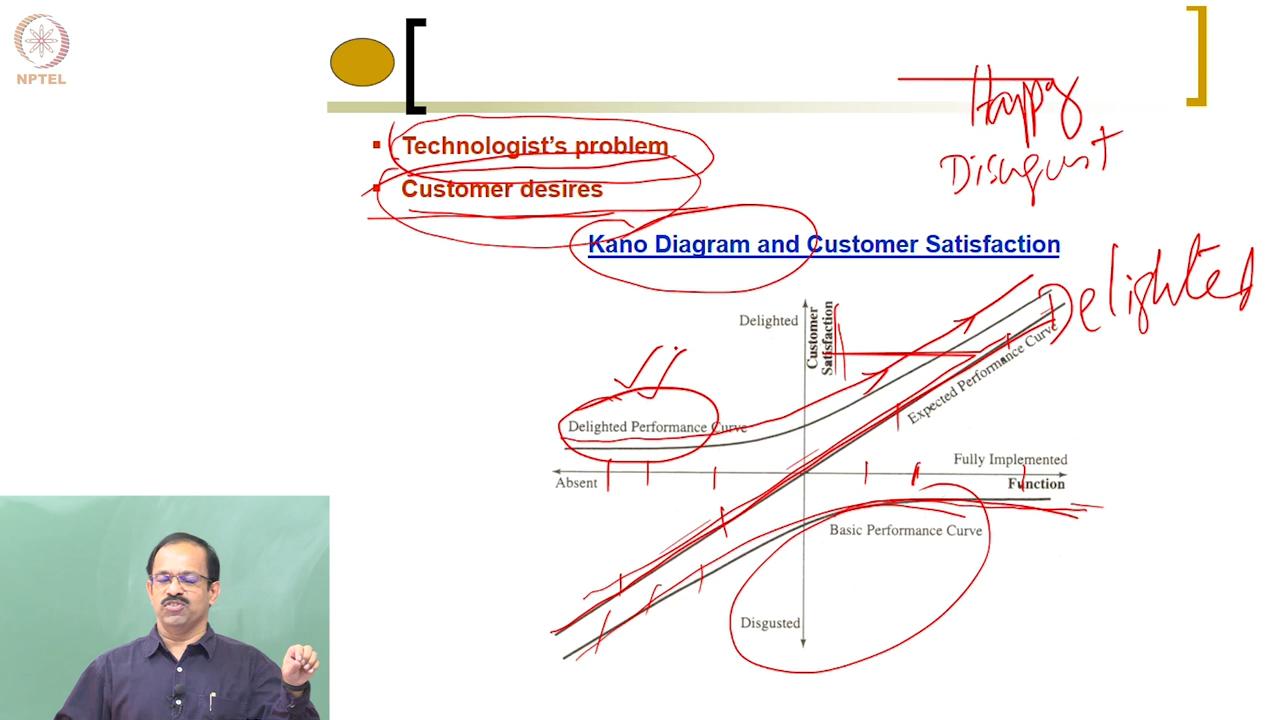 NPTEL
Happy
Disgust
Technologist's problem
Customer desires
Kano Diagram and Customer Satisfaction
Delighted
Delighted
Customer
Satisfaction
Expected Performance Curve
Delighted Performance Curve
Fully Implemented
Absent
Function
Basic Performance Curve
Disgusted